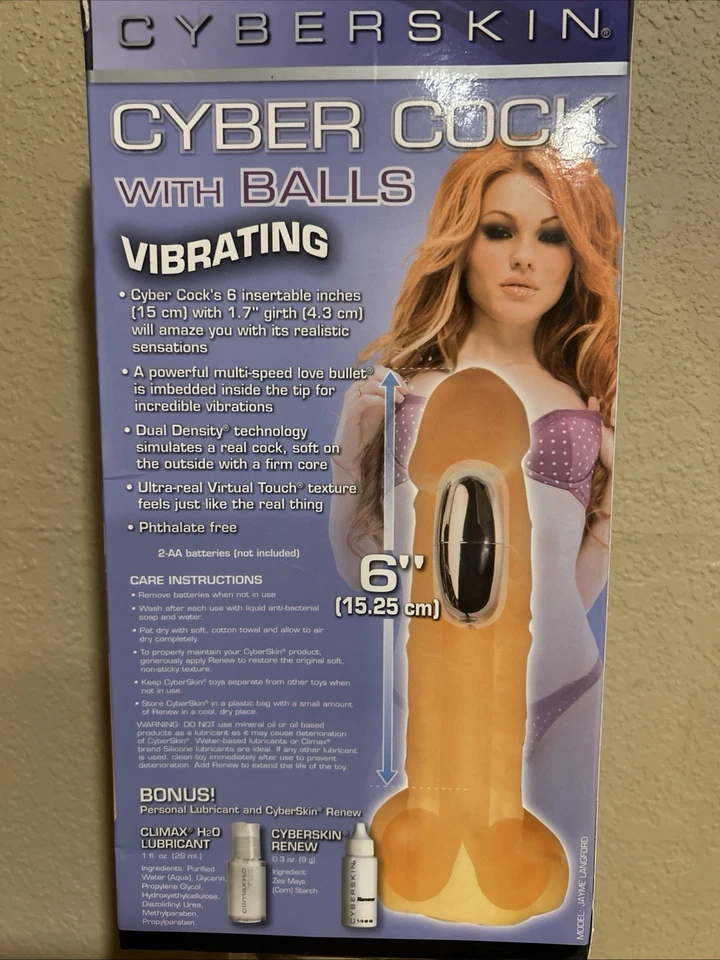 CYBERSKIN®
CYBER COCK
WITH BALLS
VIBRATING
• Cyber Cock's 6 insertable inches
(15 cm) with 1.7" girth (4.3 cm)
will amaze you with its realistic
sensations
• A powerful multi-speed love bullet®
is imbedded inside the tip for
incredible vibrations
• Dual Density® technology
simulates a real cock, soft on
the outside with a firm core
• Ultra-real Virtual Touch® texture
feels just like the real thing
• Phthalate free
2-AA batteries (not included)
6"
(15.25 cm)
CARE INSTRUCTIONS
• Remove batteries when not in use
• Wash after each use with liquid anti-bacterial
soap and water.
• Pat dry with soft, cotton towel and allow to air
dry completely.
• To properly maintain your CyberSkin® product,
generously apply Renew to restore the original soft,
non-sticky texture.
• Keep CyberSkin® toys separate from other toys when
not in use.
• Store CyberSkin® in a plastic bag with a small amount
of Renew in a cool, dry place.
WARNING: DO NOT use mineral oil or oil based
products as a lubricant as it may cause deterioration
of CyberSkin®. Water-based lubricants or Climax®
brand Silicone lubricants are ideal. If any other lubricant
is used, clean toy immediately after use to prevent
deterioration. Add Renew to extend the life of the toy.
BONUS!
Personal Lubricant and CyberSkin® Renew
CLIMAX® H2O
LUBRICANT
1 fl. oz. (29 ml.)
Ingredients: Purified
Water (Aqua), Glycerin,
Propylene Glycol,
Hydroxyethylcellulose,
Diazolidinyl Urea,
Methylparaben,
Propylparaben.
climax H2O
CYBERSKIN®
RENEW
0.3 oz. (9 g)
Ingredient:
Zea Mays
(Corn) Starch.
CYBERSKIN
Renew
MODEL: JAYME LANGFORD